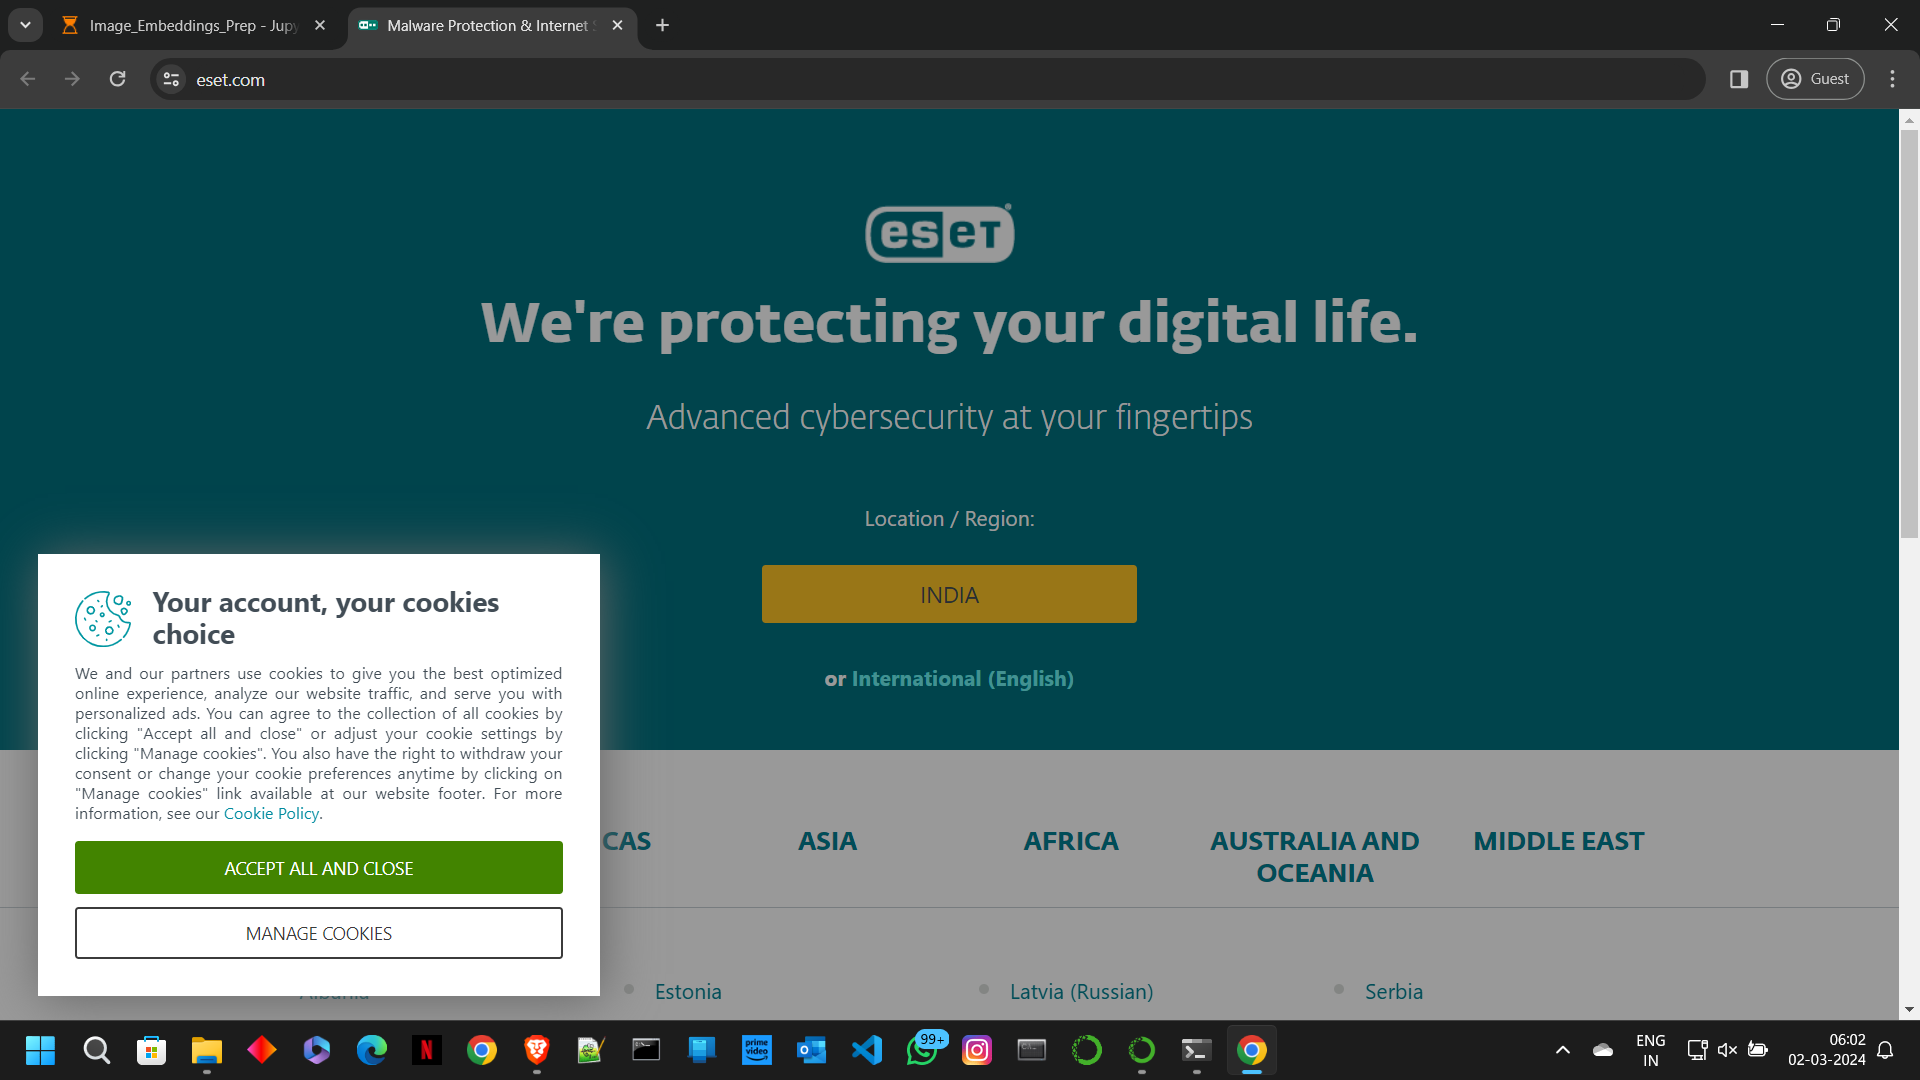 Image_Embeddings_Prep - Jupy
Malware Protection & Internet S
eset.com
Guest
eset
We're protecting your digital life.
Advanced cybersecurity at your fingertips
Location / Region:
INDIA
or International (English)
Your account, your cookies
choice
We and our partners use cookies to give you the best optimized
online experience, analyze our website traffic, and serve you with
personalized ads. You can agree to the collection of all cookies by
clicking "Accept all and close" or adjust your cookie settings by
clicking "Manage cookies". You also have the right to withdraw your
consent or change your cookie preferences anytime by clicking on
"Manage cookies" link available at our website footer. For more
information, see our Cookie Policy.
ACCEPT ALL AND CLOSE
MANAGE COOKIES
CAS
ASIA
AFRICA
AUSTRALIA AND
OCEANIA
MIDDLE EAST
Albania
Estonia
Latvia (Russian)
Serbia
N
prime
video
99+
ENG
IN
06:02
02-03-2024